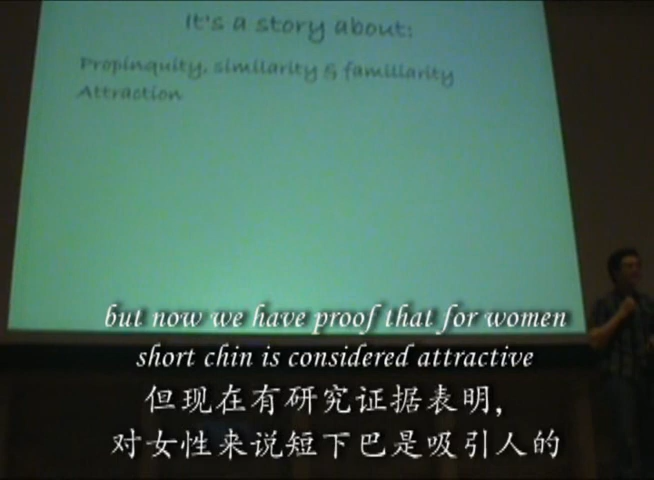 It's a story about:
Propinquity, similarity & familiarity
Attraction
but now we have proof that for women
short chin is considered attractive
但现在有研究证据表明,
对女性来说短下巴是吸引人的